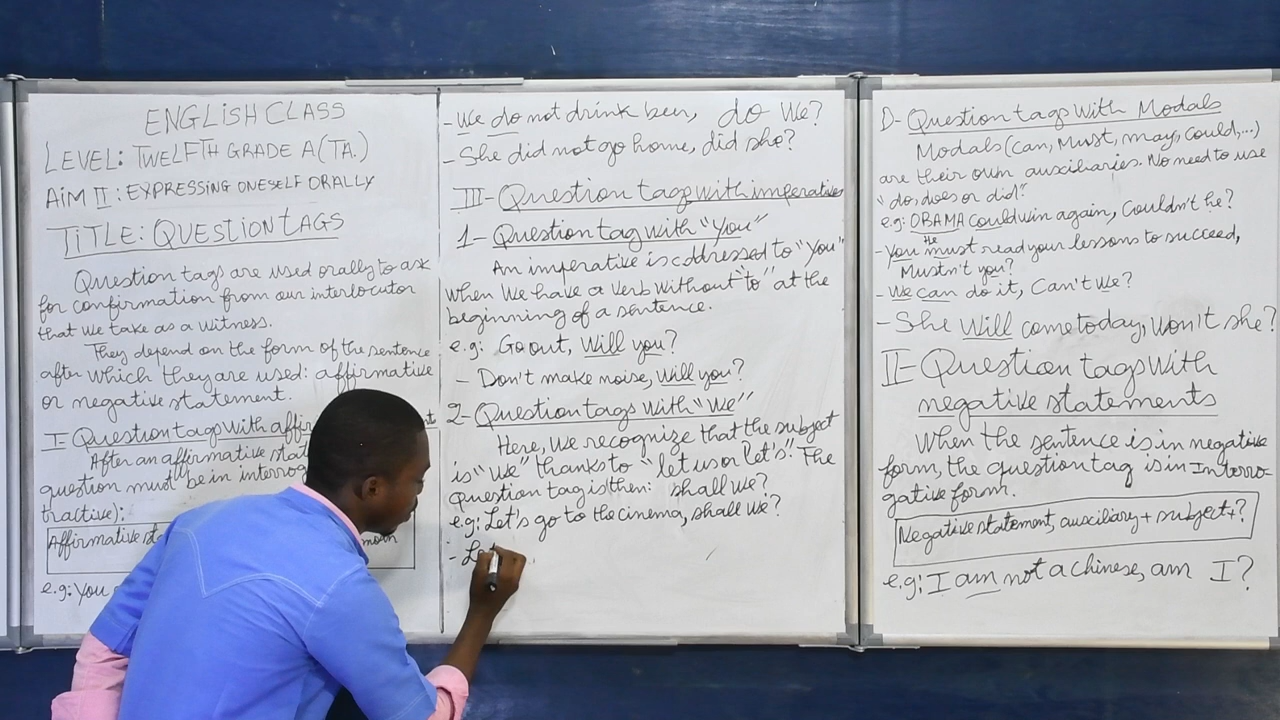 ENGLISH CLASS
LEVEL: TWELFTH GRADE A (TA.)
AIM II: EXPRESSING ONESELF ORALLY
TITLE: QUESTION TAGS
Question tags are used orally to ask
for confirmation from our interlocutor
that we take as a witness.
They depend on the form of the sentence
after which they are used: affirmative
or negative statement.
I- Question tags with
After an affirmative
question must be in
tractive):
Affirmative
e.g: You
- We do not drink beer, do we?
- She did not go home, did she?
III- Question tags with imperatives
1- Question tag with "You"
An imperative is addressed to "you"
when we have a verb without "to" at the
beginning of a sentence.
e.g: Go out, Will you?
- Don't make noise, Will you?
2- Question tags with "We"
Here, we recognize that the subject
is "we" thanks to "let us or let's". The
question tag is then: shall we?
e.g: Let's go to the cinema, shall we?
D- Question tags with Modals
Modals (can, Must, may, could,...)
are their own auxiliaries. No need to use
"do, does or did?
e.g: OBAMA could win again, Couldn't he?
He
- You must read your lessons to succeed,
Mustn't you?
- We can do it, Can't we?
- She Will come today, Won't she?
II- Question tags with
negative statements
When the sentence is in negative
form, the question tag is in Interro-
gative form.
Negative statement, auxiliary + subject+?
e.g: I am not a chinese, am I?